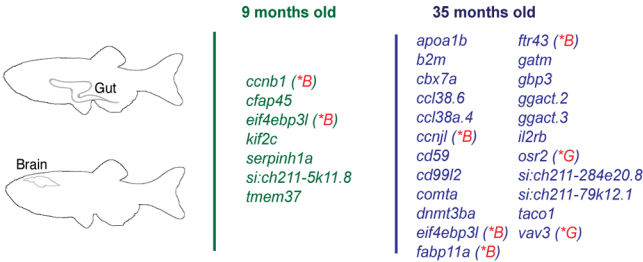 9 months old
35 months old
Gut
Brain
ccnb1 (*B)
cfap45
eif4ebp3l (*B)
kif2c
serpinh1a
si:ch211-5k11.8
tmem37
apoa1b
b2m
cbx7a
ccl38.6
ccl38a.4
ccnjl (*B)
cd59
cd99l2
comta
dnmt3ba
eif4ebp3l (*B)
fabp11a (*B)
ftr43 (*B)
gatm
gbp3
ggact.2
ggact.3
il2rb
osr2 (*G)
si:ch211-284e20.8
si:ch211-79k12.1
taco1
vav3 (*G)